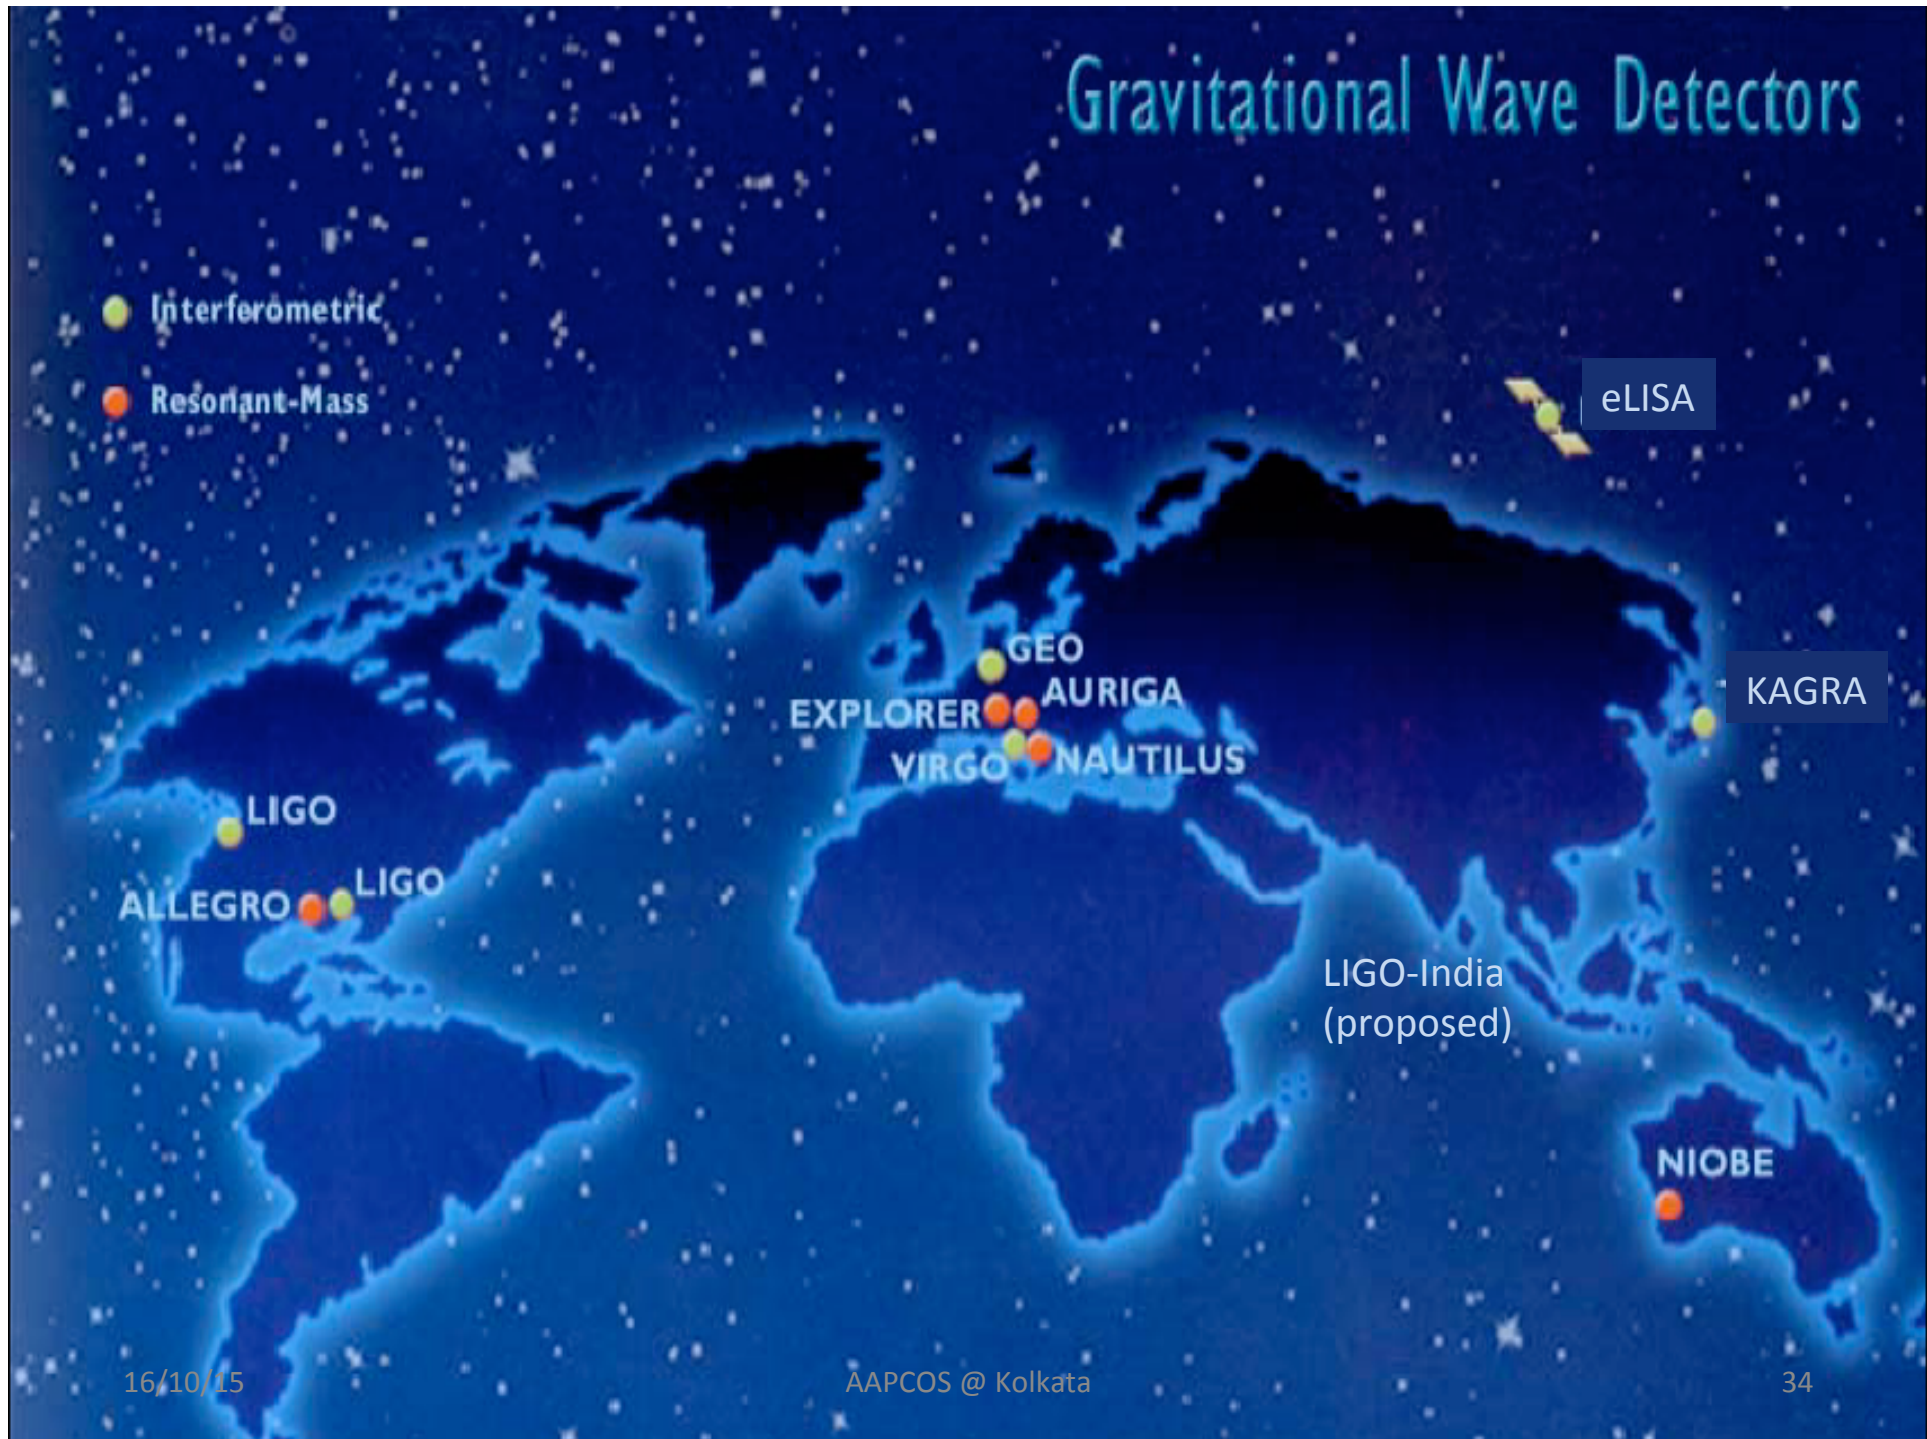 Gravitational Wave Detectors
Interferometric
Resonant-Mass
eLISA
GEO
AURIGA
EXPLORER
KAGRA
VIRGO
NAUTILUS
LIGO
LIGO
ALLEGRO
LIGO-India
(proposed)
NIOBE
16/10/15
AAPCOS @ Kolkata
34